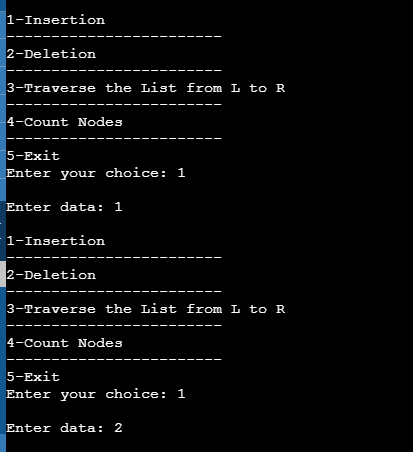 1-Insertion
------------------------
2-Deletion
------------------------
3-Traverse the List from L to R
------------------------
4-Count Nodes
------------------------
5-Exit
Enter your choice: 1
Enter data: 1
1-Insertion
------------------------
2-Deletion
------------------------
3-Traverse the List from L to R
------------------------
4-Count Nodes
------------------------
5-Exit
Enter your choice: 1
Enter data: 2